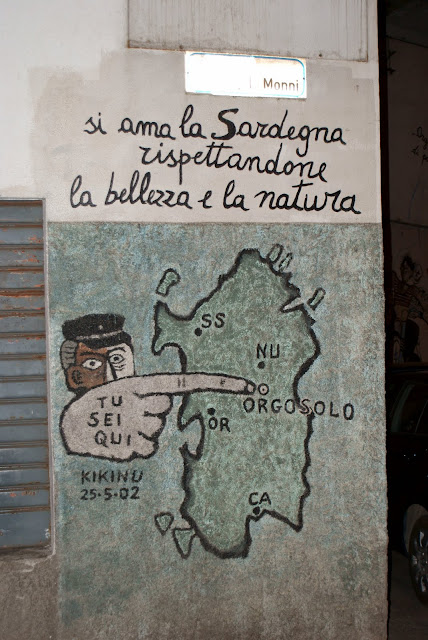 Monni
si ama la Sardegna
rispettandone
la bellezza e la natura
SS
NU
TU
SEI
QUI
ORGOSOLO
OR
KIKINU
25-5-02
CA